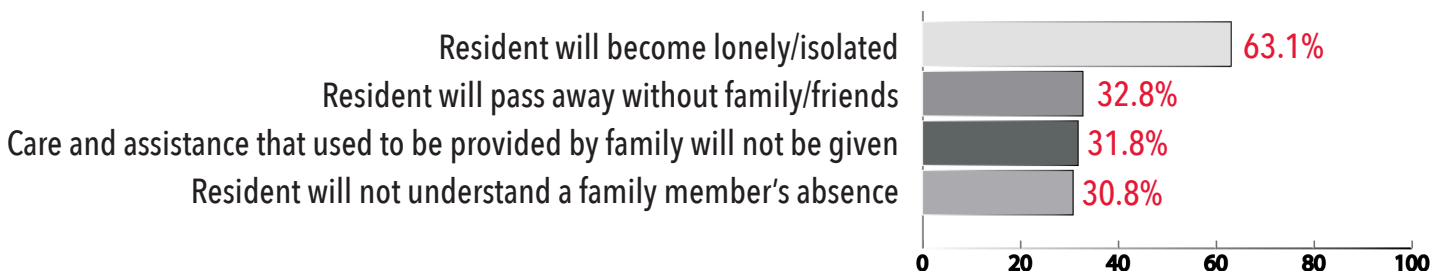 Resident will become lonely/isolated 63.1%
Resident will pass away without family/friends 32.8%
Care and assistance that used to be provided by family will not be given 31.8%
Resident will not understand a family member's absence 30.8%
0 20 40 60 80 100